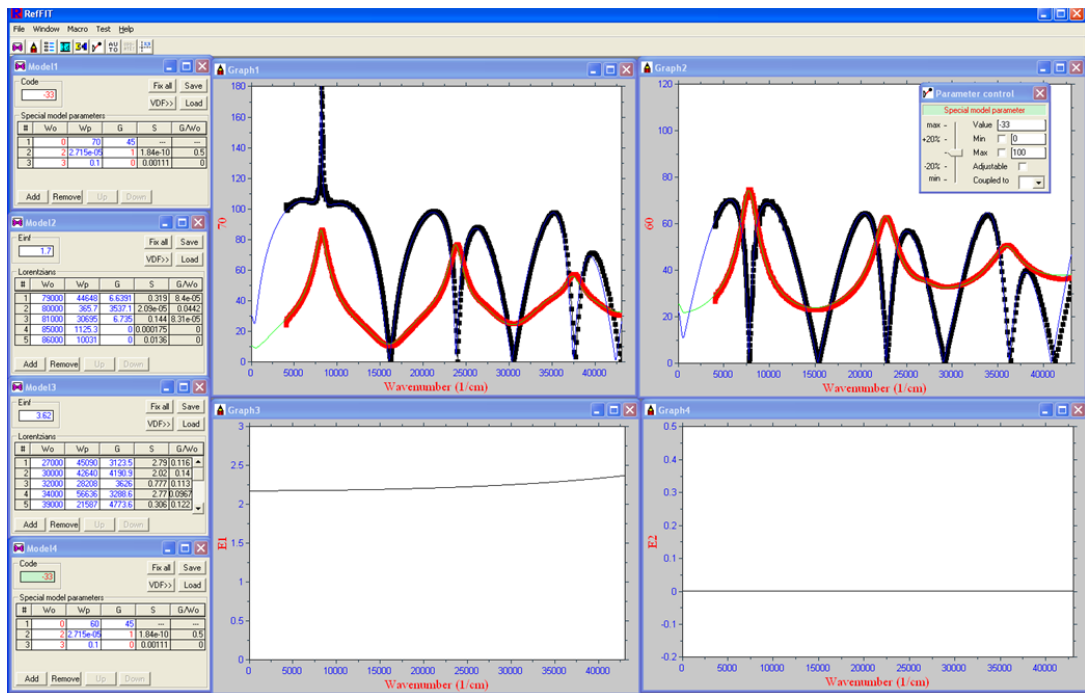 RefFIT
File Window Macro Test Help
Model1
Code
-33
Fix all Save
VDF>> Load
Special model parameters
# Wo Wp G S G/Wo
1 0 70 45 --- ---
2 2 2.715e-05 1 1.84e-10 0.5
3 3 0.1 0 0.00111 0
Add Remove Up Down
Model2
Einf
1.7
Fix all Save
VDF>> Load
Lorentzians
# Wo Wp G S G/Wo
1 79000 44648 6.6391 0.319 8.4e-05
2 80000 365.7 3537.1 2.09e-05 0.0442
3 81000 30695 6.735 0.144 8.31e-05
4 85000 1125.3 0 0.000175 0
5 86000 10031 0 0.0136 0
Add Remove Up Down
Model3
Einf
3.62
Fix all Save
VDF>> Load
Lorentzians
# Wo Wp G S G/Wo
1 27000 45090 3123.5 2.79 0.116
2 30000 42640 4190.9 2.02 0.14
3 32000 28208 3626 0.777 0.113
4 34000 56636 3288.6 2.77 0.0967
5 39000 21587 4773.6 0.306 0.122
Add Remove Up Down
Model4
Code
-33
Fix all Save
VDF>> Load
Special model parameters
# Wo Wp G S G/Wo
1 0 60 45 --- ---
2 2 2.715e-05 1 1.84e-10 0.5
3 3 0.1 0 0.00111 0
Add Remove Up Down
Graph1
180
160
140
120
100
80
60
40
20
0
70
0 5000 10000 15000 20000 25000 30000 35000 40000
Wavenumber (1/cm)
Graph2
120
100
80
60
40
20
0
60
0 5000 10000 15000 20000 25000 30000 35000 40000
Wavenumber (1/cm)
Parameter control
Special model parameter
max - Value -33
+20% - Min 0
- Max 100
-20% - Adjustable
min - Coupled to
Graph3
3
2.5
2
1.5
1
0.5
0
E1
0 5000 10000 15000 20000 25000 30000 35000 40000
Wavenumber (1/cm)
Graph4
0.5
0.4
0.3
0.2
0.1
0
-0.1
-0.2
E2
0 5000 10000 15000 20000 25000 30000 35000 40000
Wavenumber (1/cm)